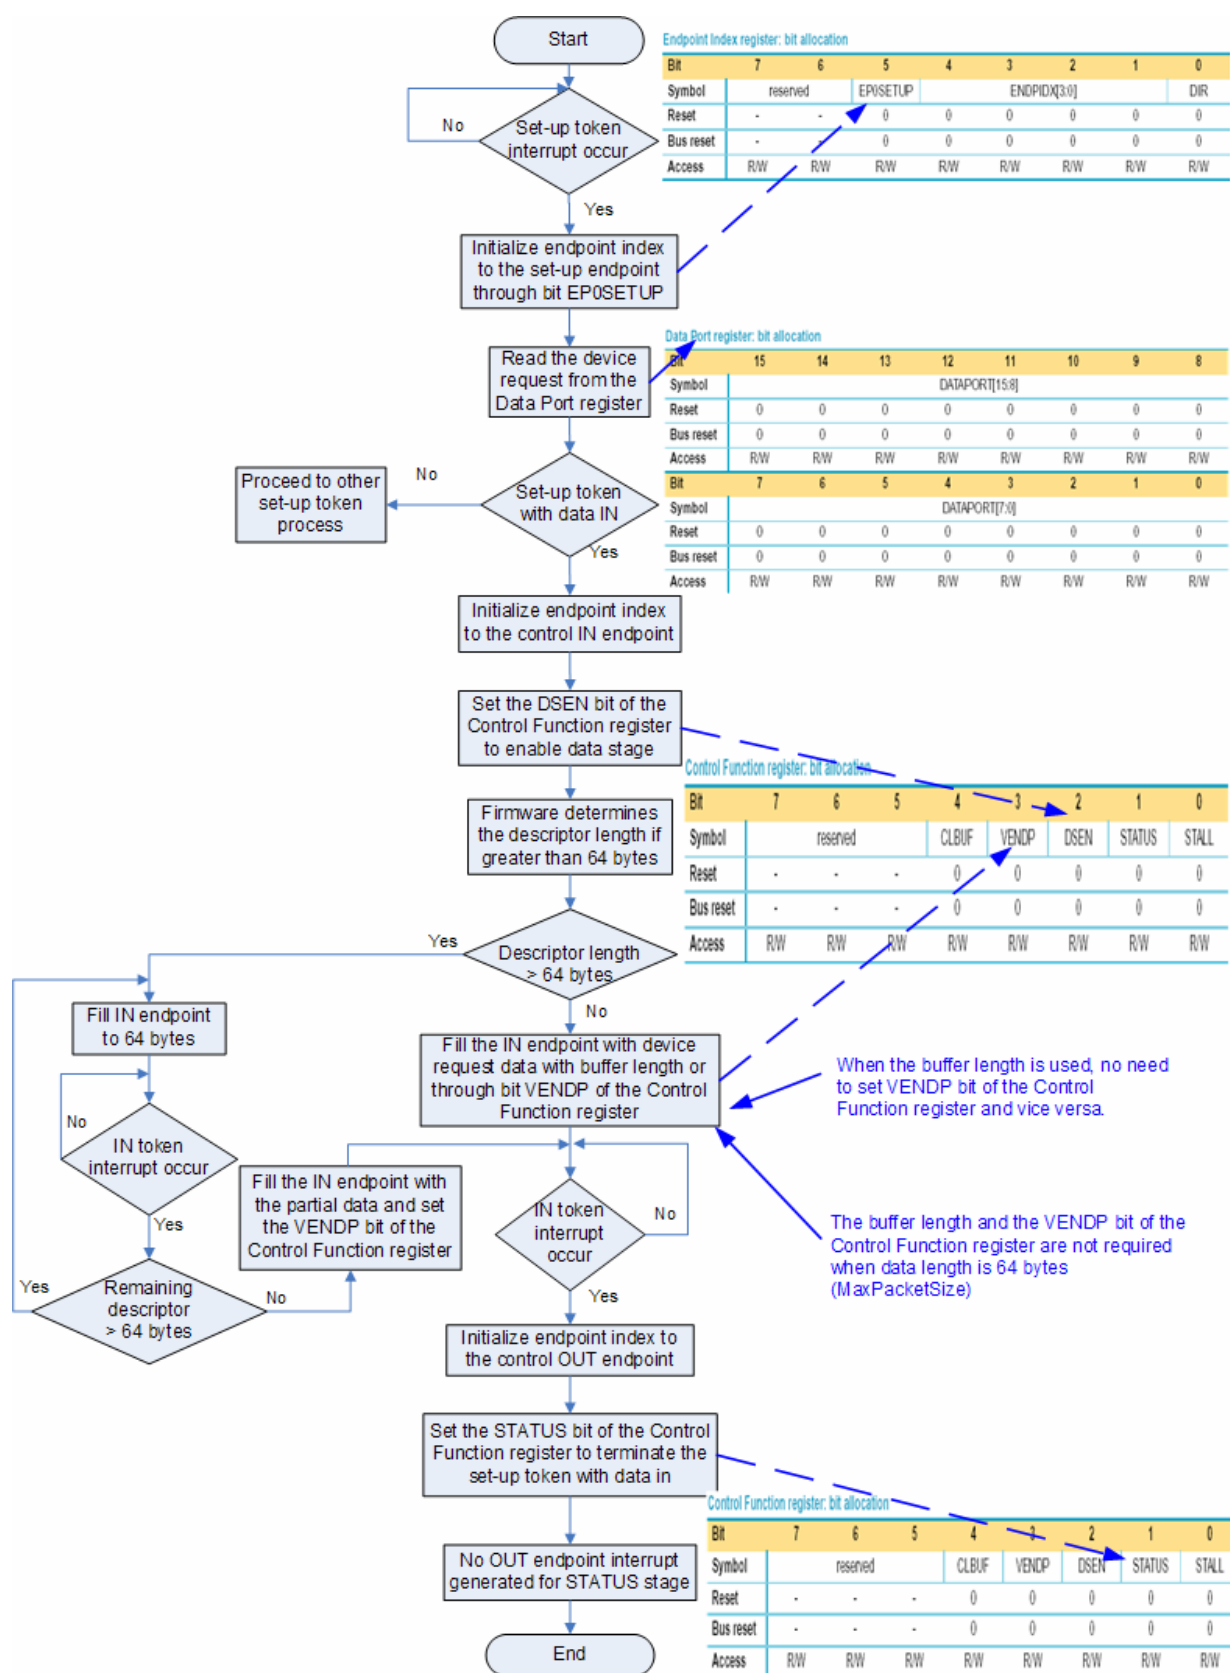 Start
Endpoint Index register: bit allocation
Bit 7 6 5 4 3 2 1 0
Symbol reserved EP0SETUP ENDPIDX[3:0] DIR
Reset - - 0 0 0 0 0 0
Bus reset - - 0 0 0 0 0 0
Access R/W R/W R/W R/W R/W R/W R/W R/W
No
Set-up token
interrupt occur
Yes
Initialize endpoint index
to the set-up endpoint
through bit EP0SETUP
Data Port register: bit allocation
Bit 15 14 13 12 11 10 9 8
Symbol DATAPORT[15:8]
Reset 0 0 0 0 0 0 0 0
Bus reset 0 0 0 0 0 0 0 0
Access R/W R/W R/W R/W R/W R/W R/W R/W
Bit 7 6 5 4 3 2 1 0
Symbol DATAPORT[7:0]
Reset 0 0 0 0 0 0 0 0
Bus reset 0 0 0 0 0 0 0 0
Access R/W R/W R/W R/W R/W R/W R/W R/W
Read the device
request from the
Data Port register
Set-up token
with data IN
No
Proceed to other
set-up token
process
Yes
Initialize endpoint index
to the control IN endpoint
Set the DSEN bit of the
Control Function register
to enable data stage
Control Function register: bit allocation
Bit 7 6 5 4 3 2 1 0
Symbol reserved CLBUF VENDP DSEN STATUS STALL
Reset - - - 0 0 0 0 0
Bus reset - - - 0 0 0 0 0
Access R/W R/W R/W R/W R/W R/W R/W R/W
Firmware determines
the descriptor length if
greater than 64 bytes
Yes
Descriptor length
> 64 bytes
No
Fill IN endpoint
to 64 bytes
Fill the IN endpoint with device
request data with buffer length or
through bit VENDP of the Control
Function register
When the buffer length is used, no need
to set VENDP bit of the Control
Function register and vice versa.
No
IN token
interrupt occur
Yes
Fill the IN endpoint with
the partial data and set
the VENDP bit of the
Control Function register
IN token
interrupt
occur
No
The buffer length and the VENDP bit of the
Control Function register are not required
when data length is 64 bytes
(MaxPacketSize)
Yes
Remaining
descriptor
> 64 bytes
No
Yes
Initialize endpoint index to
the control OUT endpoint
Set the STATUS bit of the Control
Function register to terminate the
set-up token with data in
Control Function register: bit allocation
Bit 7 6 5 4 3 2 1 0
Symbol reserved CLBUF VENDP DSEN STATUS STALL
Reset - - - 0 0 0 0 0
Bus reset - - - 0 0 0 0 0
Access R/W R/W R/W R/W R/W R/W R/W R/W
No OUT endpoint interrupt
generated for STATUS stage
End